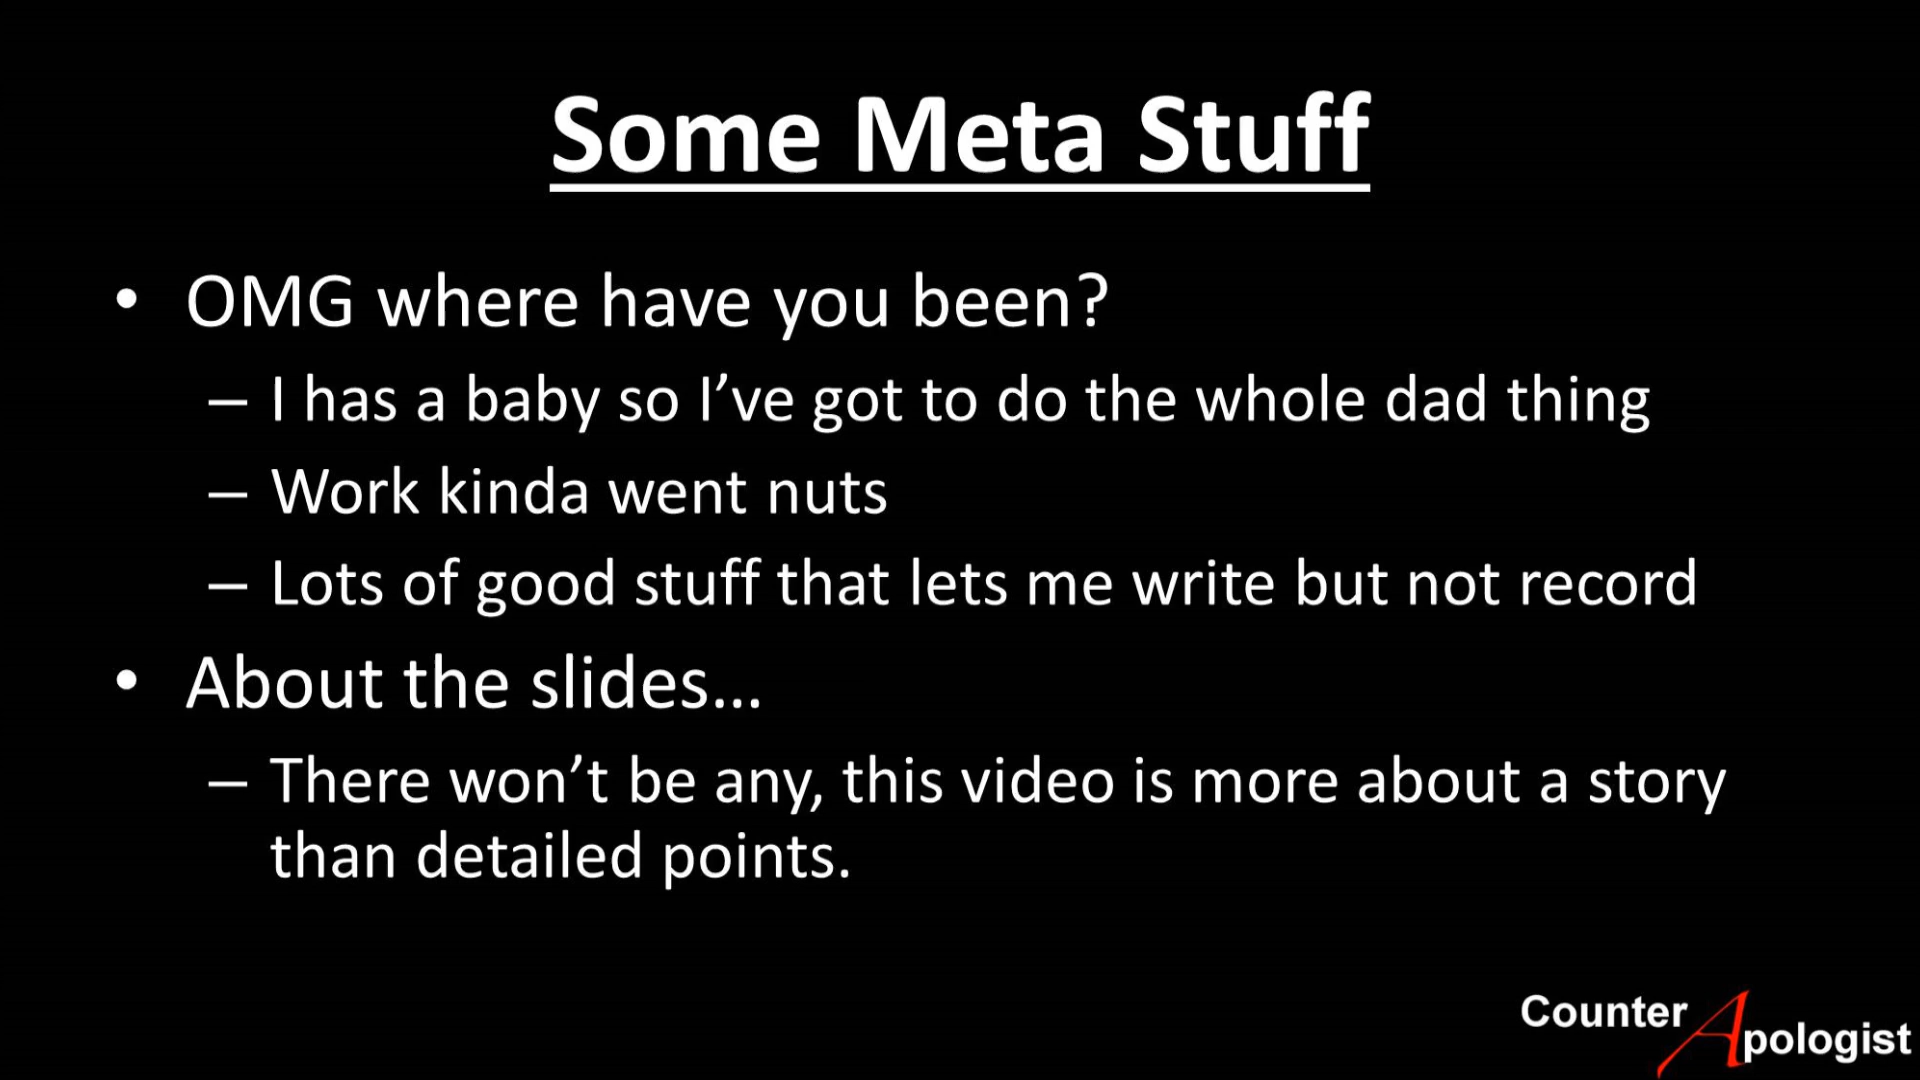 Some Meta Stuff
• OMG where have you been?
– I has a baby so I’ve got to do the whole dad thing
– Work kinda went nuts
– Lots of good stuff that lets me write but not record
• About the slides…
– There won’t be any, this video is more about a story
than detailed points.
Counter
Apologist